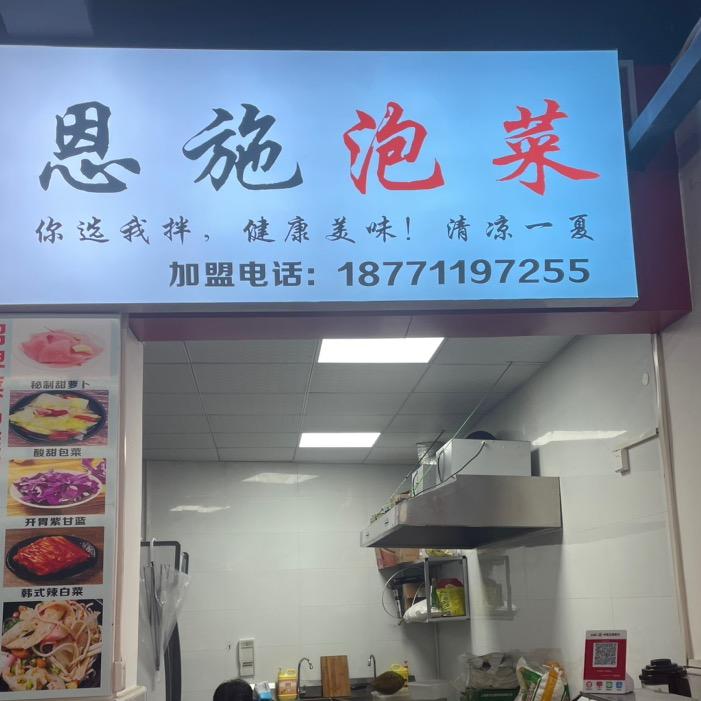 恩施泡菜
你选我拌，健康美味！清凉一夏
加盟电话：18771197255
秘制甜萝卜
酸甜包菜
开胃紫甘蓝
韩式辣白菜